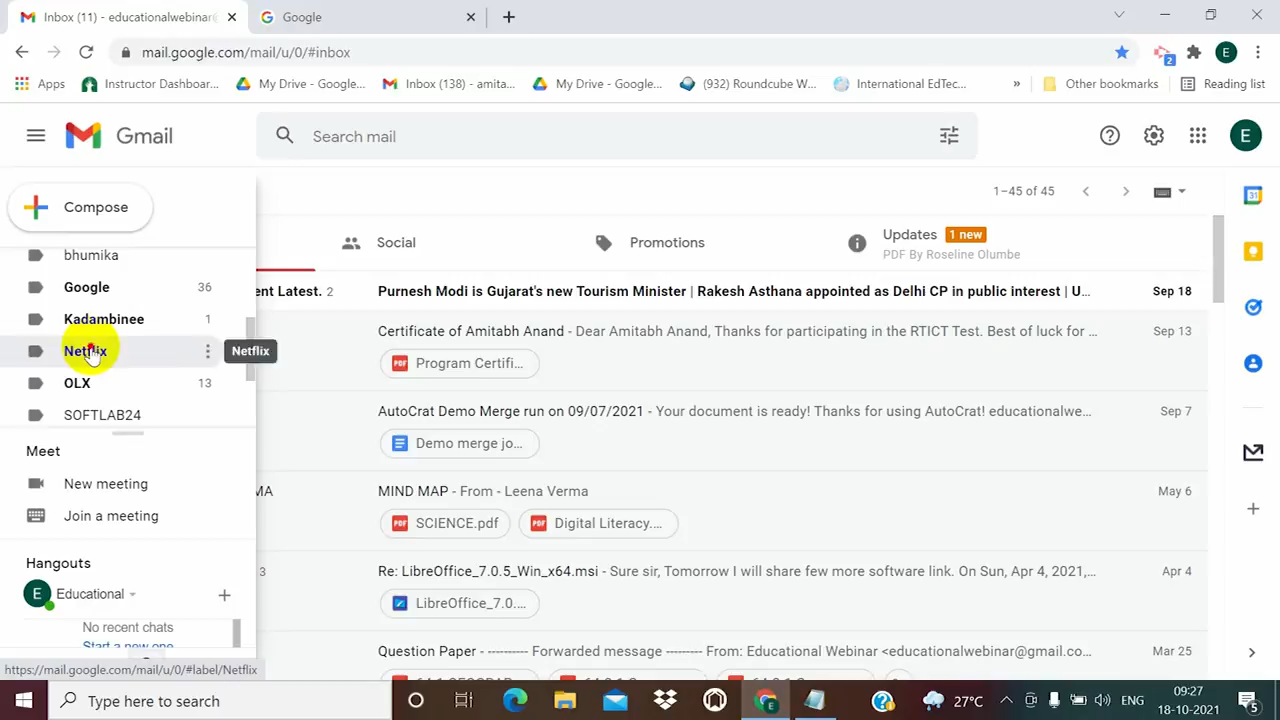 Inbox (11) - educationalwebinar@
Google
mail.google.com/mail/u/0/#inbox
E
2
Apps
Instructor Dashboar...
My Drive - Google...
Inbox (138) - amita...
My Drive - Google...
(932) Roundcube W...
International EdTec...
»
Other bookmarks
Reading list
Gmail
Search mail
E
Compose
1–45 of 45
31
Social
Promotions
Updates
1 new
PDF By Roseline Olumbe
bhumika
Google 36
ent Latest. 2
Purnesh Modi is Gujarat's new Tourism Minister | Rakesh Asthana appointed as Delhi CP in public interest | U...
Sep 18
Kadambinee 1
Certificate of Amitabh Anand - Dear Amitabh Anand, Thanks for participating in the RTICT Test. Best of luck for ...
Sep 13
Netflix
Netflix
PDF Program Certifi...
OLX 13
SOFTLAB24
AutoCrat Demo Merge run on 09/07/2021 - Your document is ready! Thanks for using AutoCrat! educationalwe...
Sep 7
Demo merge jo...
Meet
New meeting
MA
MIND MAP - From - Leena Verma
May 6
Join a meeting
PDF SCIENCE.pdf
PDF Digital Literacy....
Hangouts
3
Re: LibreOffice_7.0.5_Win_x64.msi - Sure sir, Tomorrow I will share few more software link. On Sun, Apr 4, 2021,...
Apr 4
E Educational
LibreOffice_7.0....
No recent chats
Start a new one
Question Paper - ---------- Forwarded message --------- From: Educational Webinar <educationalwebinar@gmail.co...
Mar 25
https://mail.google.com/mail/u/0/#label/Netflix
Type here to search
27°C
ENG
09:27
18-10-2021
5